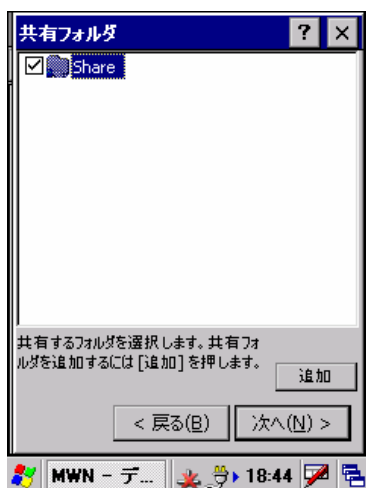 共有フォルダ ? ×
Share
共有するフォルダを選択します。共有フォ
ルダを追加するには [追加] を押します。
追加
< 戻る(B) 次へ(N) >
MWN - デ... 18:44